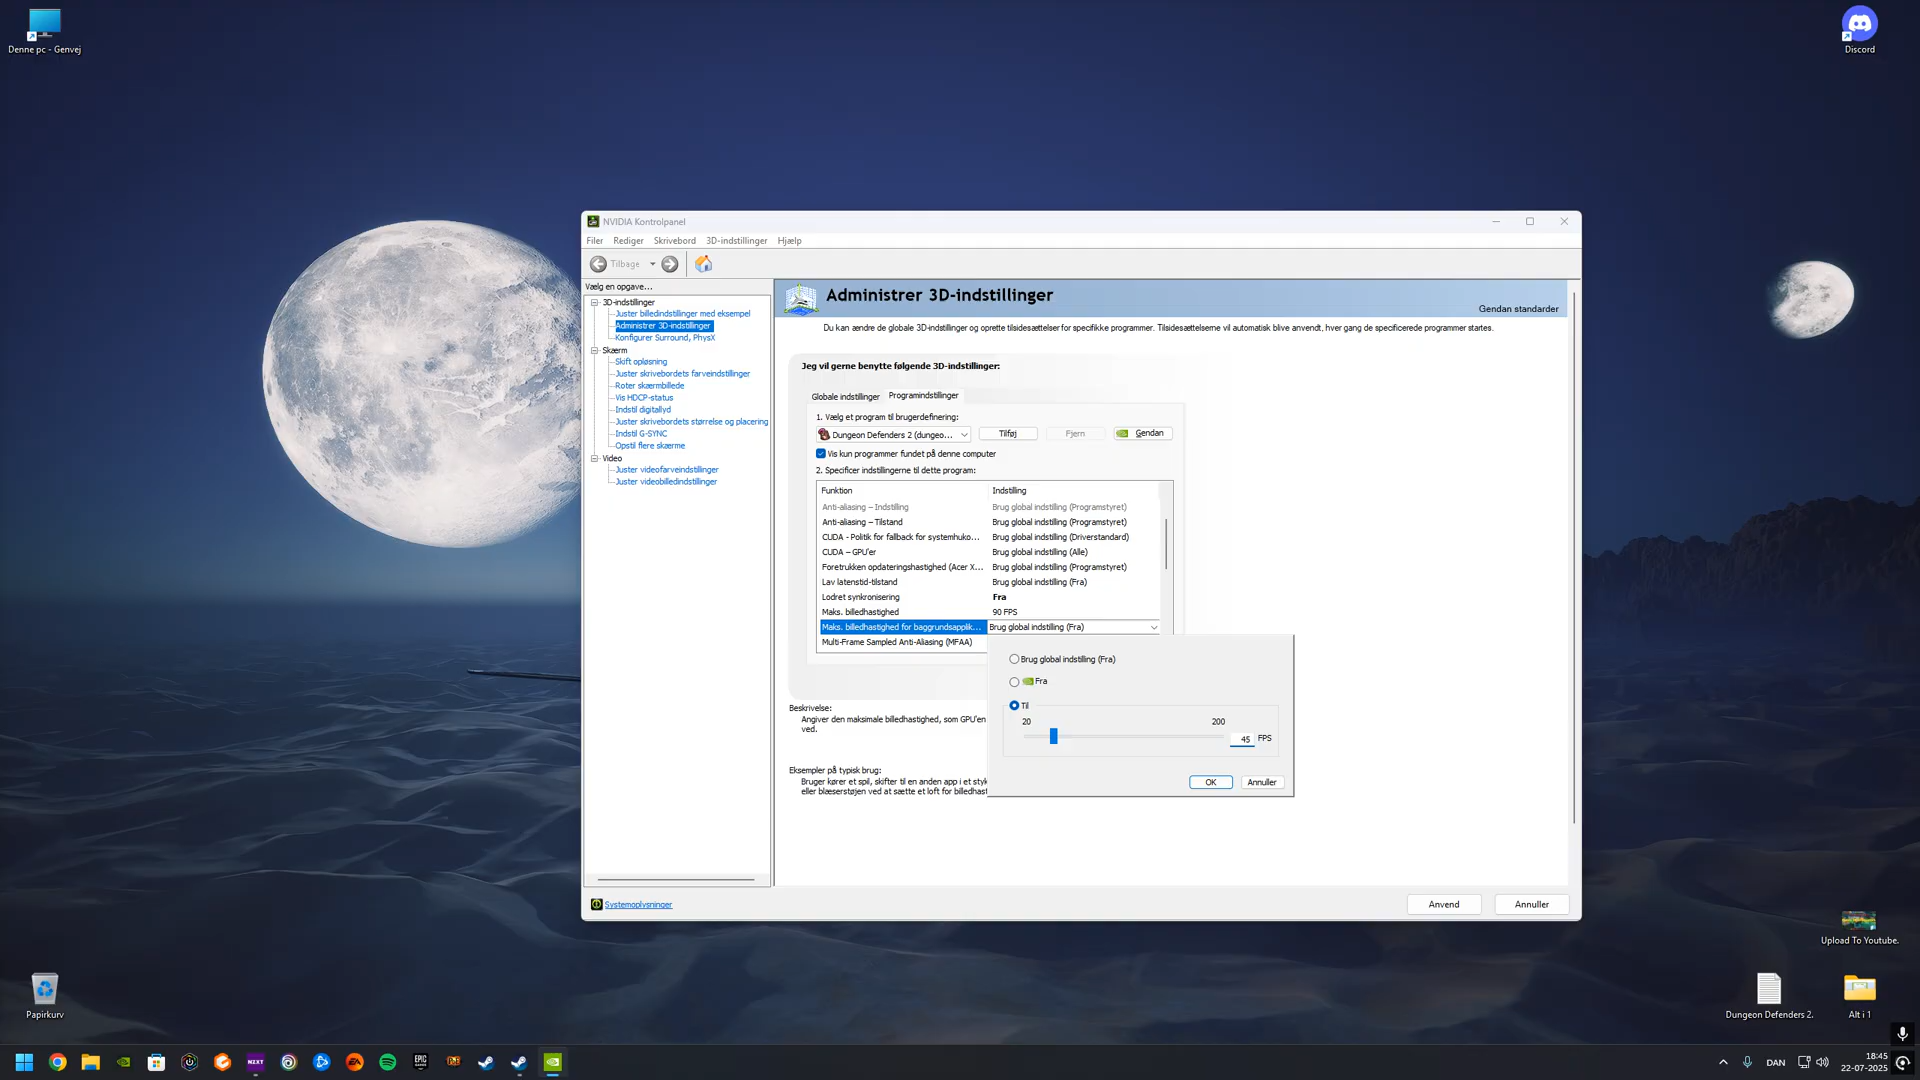 Denne pc - Genvej
Discord
NVIDIA Kontrolpanel
Filer Rediger Skrivebord 3D-indstillinger Hjælp
Tilbage
Vælg en opgave...
3D-indstillinger
Juster billedindstillinger med eksempel
Administrer 3D-indstillinger
Konfigurer Surround, PhysX
Skærm
Skift opløsning
Juster skrivebordets farveindstillinger
Roter skærmbillede
Vis HDCP-status
Indstil digitallyd
Juster skrivebordets størrelse og placering
Indstil G-SYNC
Opstil flere skærme
Video
Juster videofarveindstillinger
Juster videobilledindstillinger
Systemoplysninger
Administrer 3D-indstillinger
Gendan standarder
Du kan ændre de globale 3D-indstillinger og oprette tilsidesættelser for specifikke programmer. Tilsidesættelserne vil automatisk blive anvendt, hver gang de specificerede programmer startes.
Jeg vil gerne benytte følgende 3D-indstillinger:
Globale indstillinger Programindstillinger
1. Vælg et program til brugerdefinering:
Dungeon Defenders 2 (dungeo... Tilføj Fjern Gendan
Vis kun programmer fundet på denne computer
2. Specificer indstillingerne til dette program:
Funktion Indstilling
Anti-aliasing – Indstilling Brug global indstilling (Programstyret)
Anti-aliasing – Tilstand Brug global indstilling (Programstyret)
CUDA - Politik for fallback for systemhuko... Brug global indstilling (Driverstandard)
CUDA – GPU'er Brug global indstilling (Alle)
Foretrukken opdateringshastighed (Acer X... Brug global indstilling (Programstyret)
Lav latenstid-tilstand Brug global indstilling (Fra)
Lodret synkronisering Fra
Maks. billedhastighed 90 FPS
Maks. billedhastighed for baggrundsapplik... Brug global indstilling (Fra)
Multi-Frame Sampled Anti-Aliasing (MFAA)
Brug global indstilling (Fra)
Fra
Til
20 200
45 FPS
OK Annuller
Beskrivelse:
Angiver den maksimale billedhastighed, som GPU'en
ved.
Eksempler på typisk brug:
Bruger kører et spil, skifter til en anden app i et styk
eller blæserstøjen ved at sætte et loft for billedhast
Anvend Annuller
Upload To Youtube.
Papirkurv
Dungeon Defenders 2.
Alt i 1
NZXT
EA
EPIC
GAMES
DAN
18:45
22-07-2025